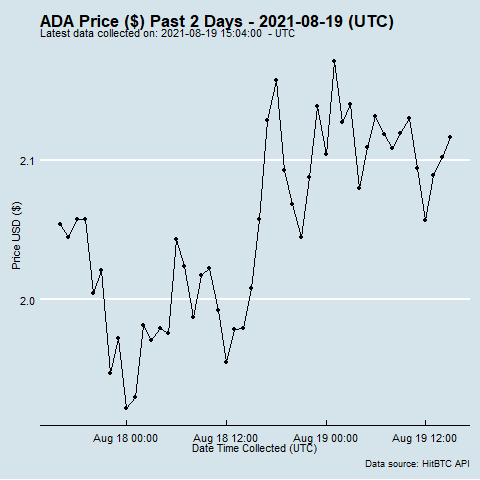 ADA Price ($) Past 2 Days - 2021-08-19 (UTC)
Latest data collected on: 2021-08-19 15:04:00  - UTC
Price USD ($)
2.1
2.0
Aug 18 00:00 Aug 18 12:00 Aug 19 00:00 Aug 19 12:00
Date Time Collected (UTC)
Data source: HitBTC API